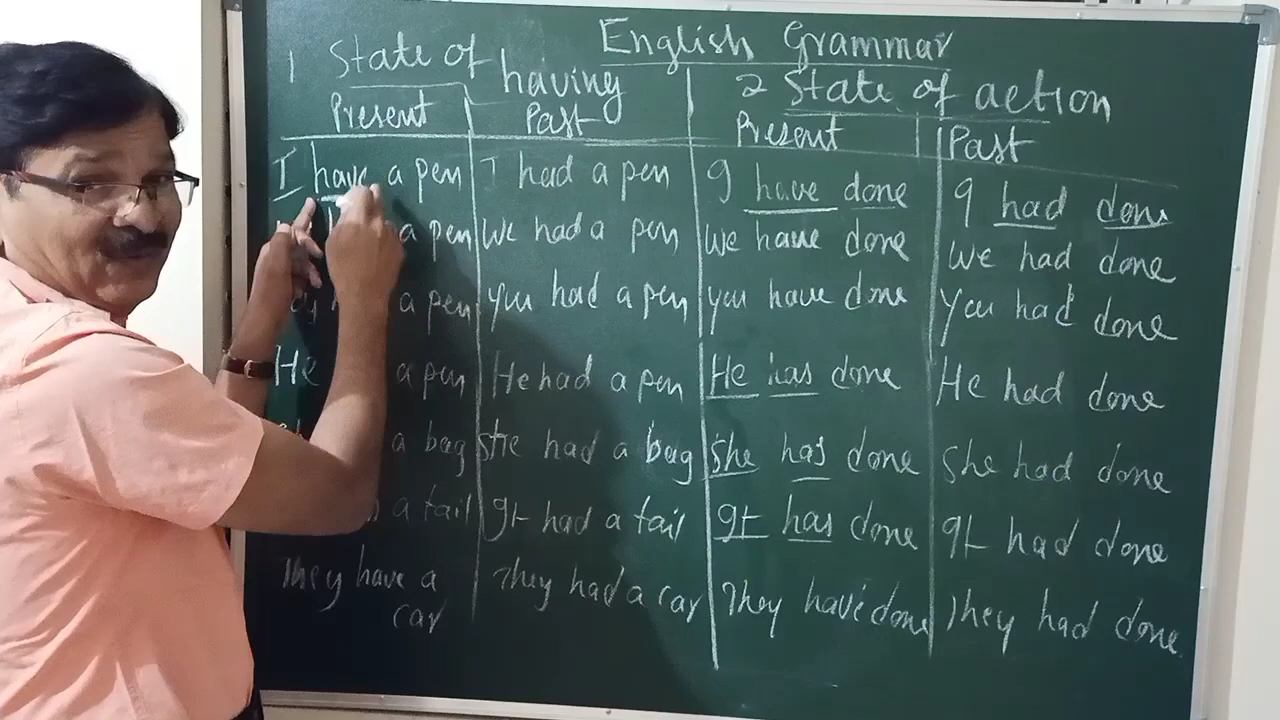 English Grammar
1 State of having
2 State of action
Present Past Present Past
I have a pen I had a pen I have done I had done
a pen We had a pen We have done We had done
a pen you had a pen you have done You had done
He a pen He had a pen He has done He had done
a bag She had a bag She has done She had done
a tail It had a tail It has done It had done
They have a car They had a car They have done They had done